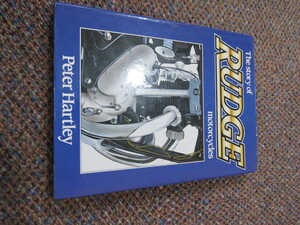 The story of
RUDGE
motorcycles
Peter Hartley